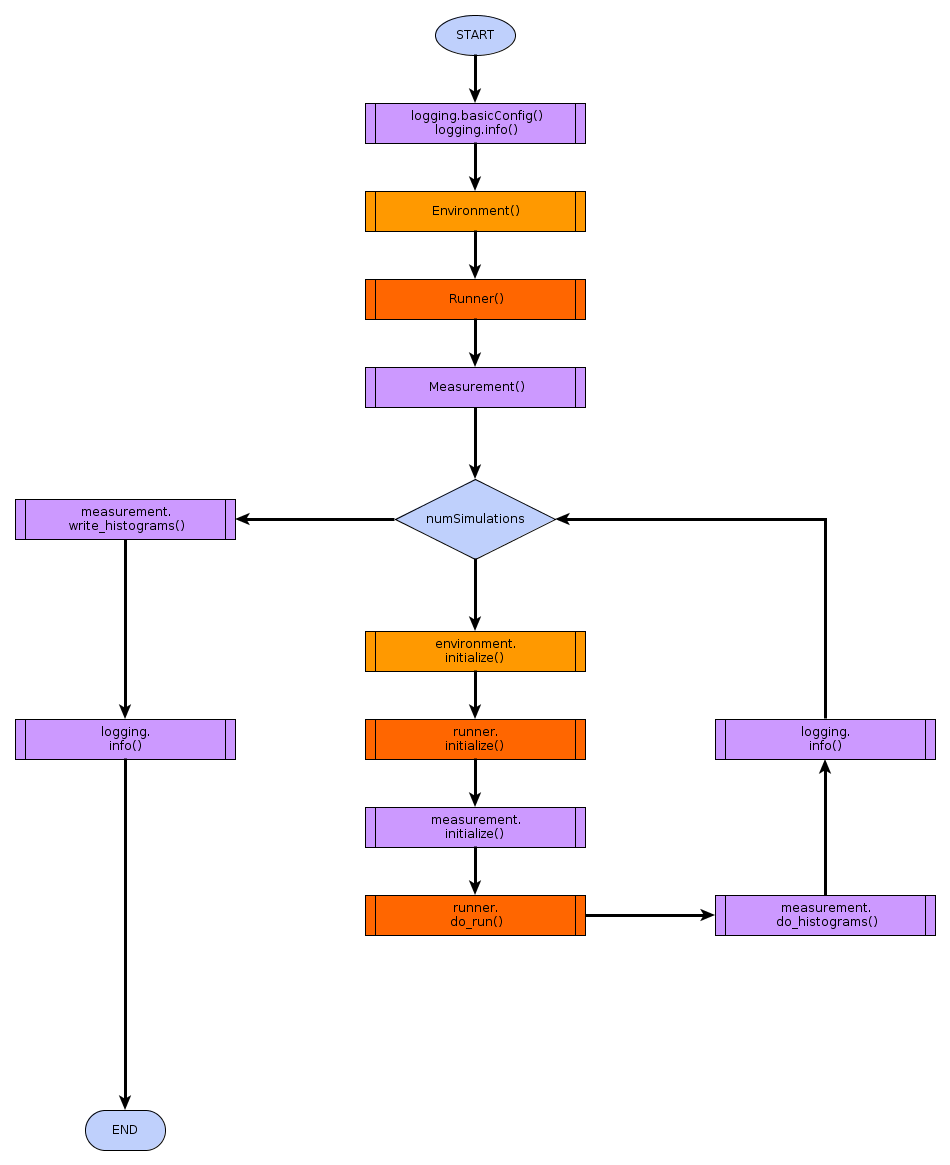 START
logging.basicConfig()
logging.info()
Environment()
Runner()
Measurement()
numSimulations
measurement.
write_histograms()
environment.
initialize()
runner.
initialize()
logging.
info()
logging.
info()
measurement.
initialize()
runner.
do_run()
measurement.
do_histograms()
END